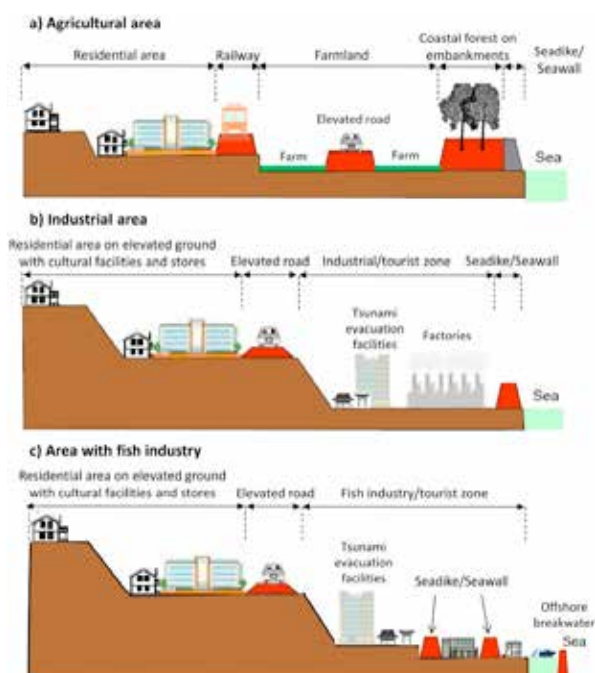 a) Agricultural area
Coastal forest on
embankments
Seadike/
Seawall
Residential area
Railway
Farmland
Elevated road
Farm
Farm
Sea
b) Industrial area
Residential area on elevated ground
with cultural facilities and stores
Elevated road
Industrial/tourist zone
Seadike/Seawall
Tsunami
evacuation
facilities
Factories
Sea
c) Area with fish industry
Residential area on elevated ground
with cultural facilities and stores
Elevated road
Fish industry/tourist zone
Tsunami
evacuation
facilities
Seadike/Seawall
Offshore
breakwater
Sea